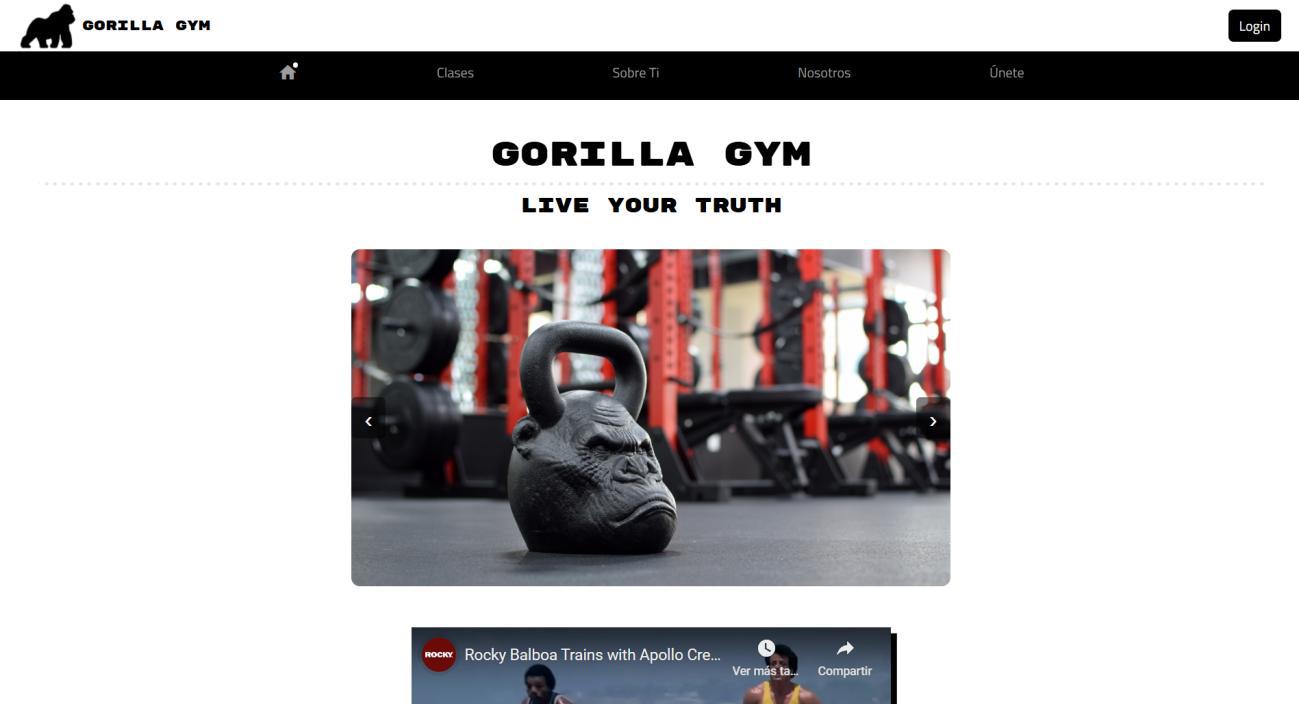 GORILLA GYM
Login
Clases
Sobre Ti
Nosotros
Únete
GORILLA GYM
LIVE YOUR TRUTH
‹
›
ROCKY
Rocky Balboa Trains with Apollo Cre...
Ver más ta...
Compartir